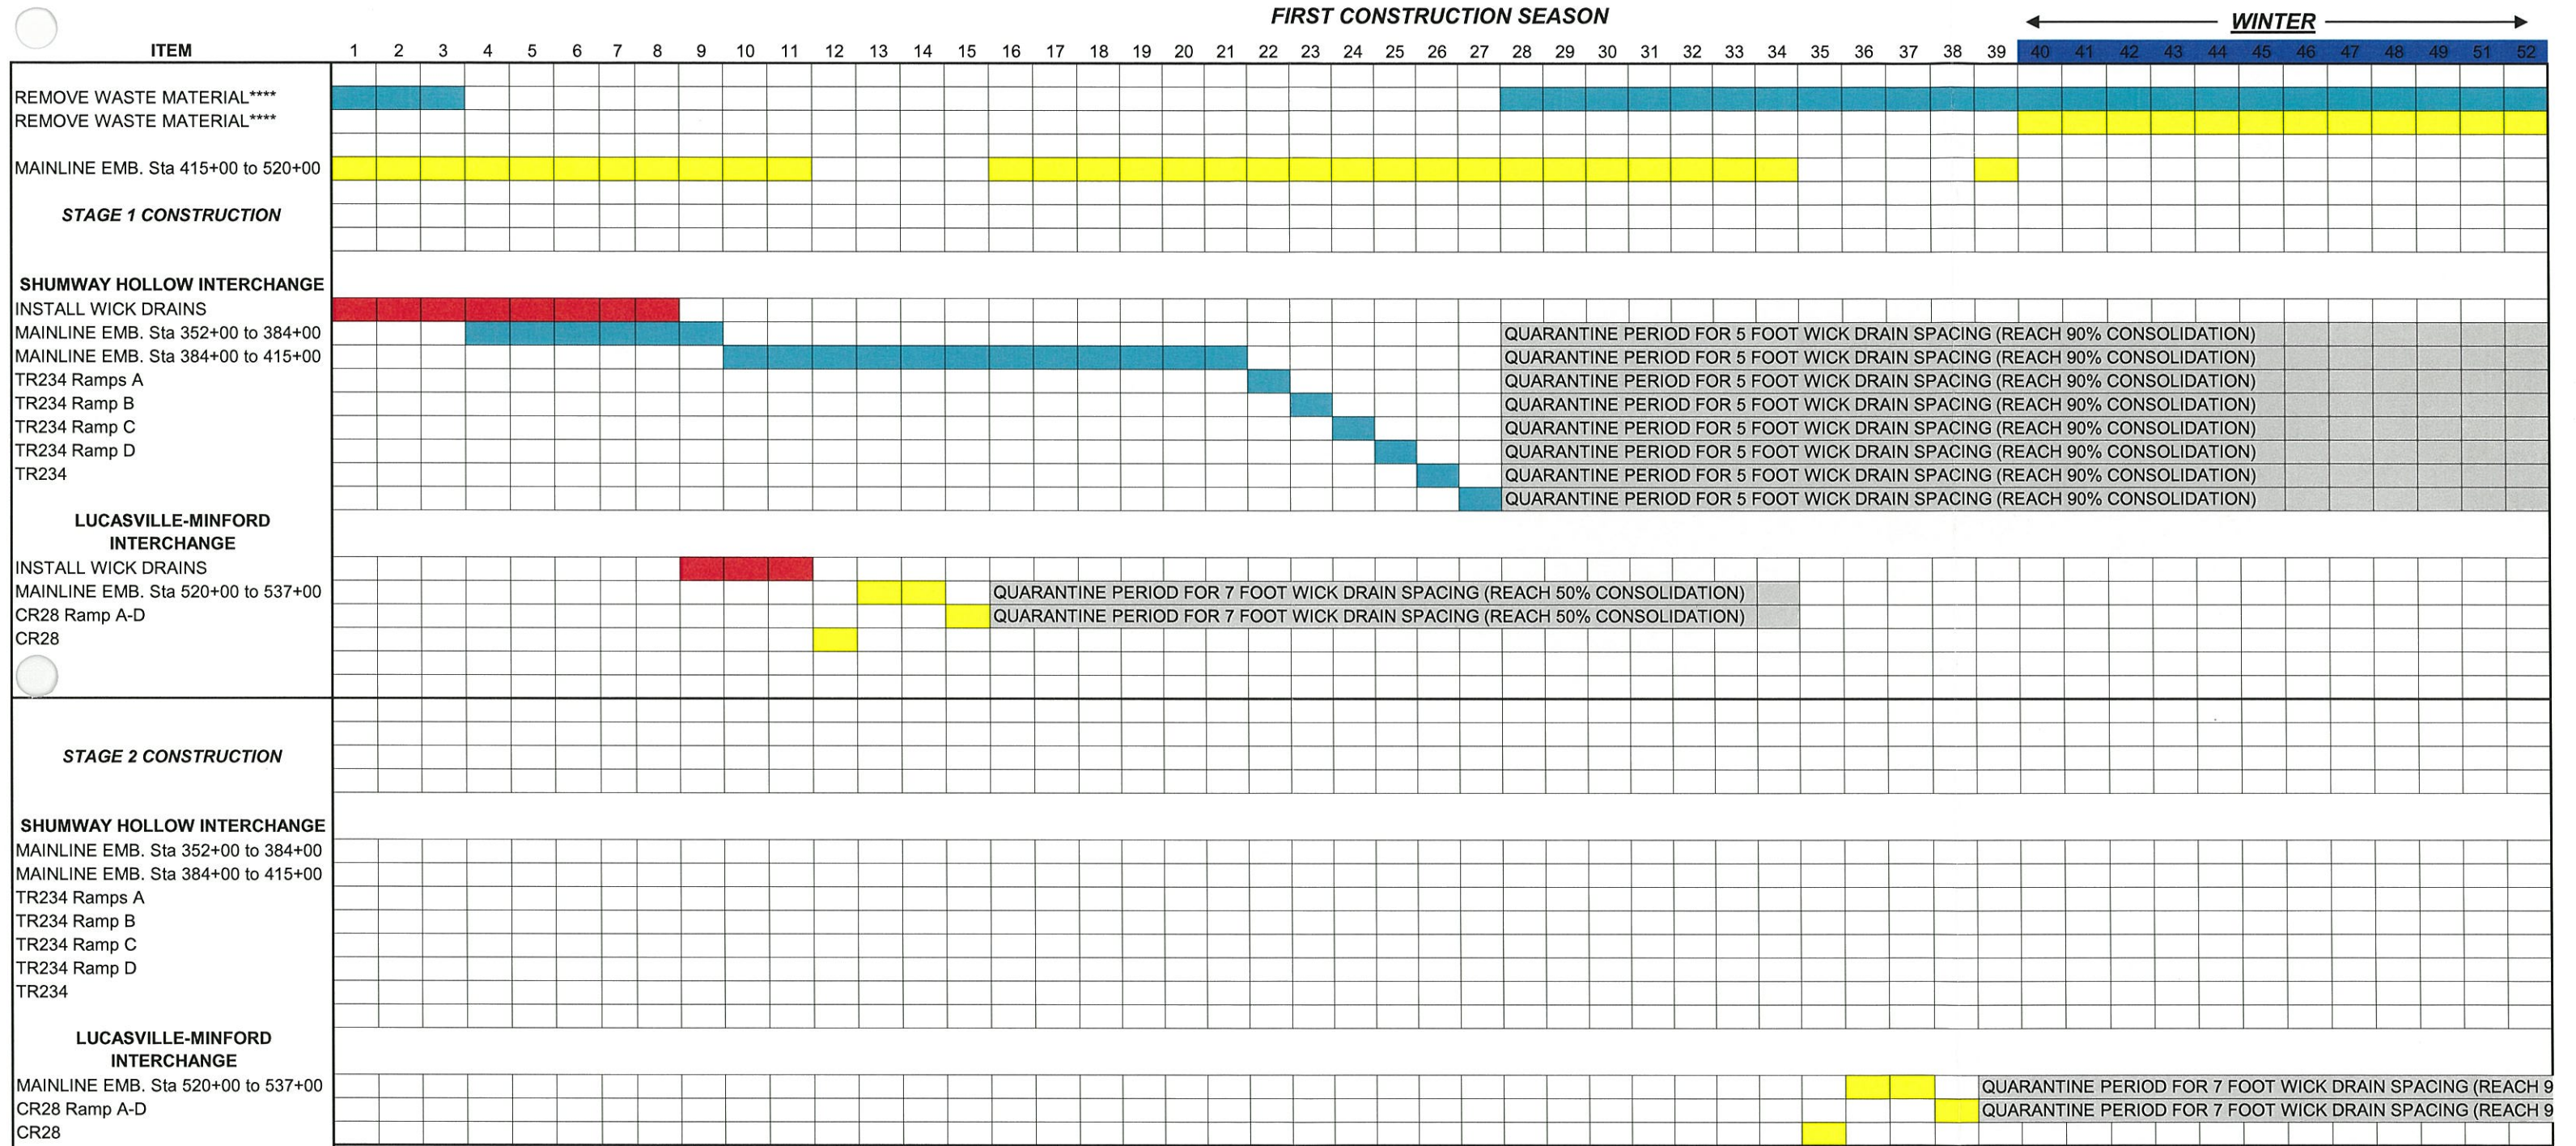 FIRST CONSTRUCTION SEASON
WINTER
ITEM 1 2 3 4 5 6 7 8 9 10 11 12 13 14 15 16 17 18 19 20 21 22 23 24 25 26 27 28 29 30 31 32 33 34 35 36 37 38 39 40 41 42 43 44 45 46 47 48 49 51 52
REMOVE WASTE MATERIAL****
REMOVE WASTE MATERIAL****
MAINLINE EMB. Sta 415+00 to 520+00
STAGE 1 CONSTRUCTION
SHUMWAY HOLLOW INTERCHANGE
INSTALL WICK DRAINS
MAINLINE EMB. Sta 352+00 to 384+00 QUARANTINE PERIOD FOR 5 FOOT WICK DRAIN SPACING (REACH 90% CONSOLIDATION)
MAINLINE EMB. Sta 384+00 to 415+00 QUARANTINE PERIOD FOR 5 FOOT WICK DRAIN SPACING (REACH 90% CONSOLIDATION)
TR234 Ramps A QUARANTINE PERIOD FOR 5 FOOT WICK DRAIN SPACING (REACH 90% CONSOLIDATION)
TR234 Ramp B QUARANTINE PERIOD FOR 5 FOOT WICK DRAIN SPACING (REACH 90% CONSOLIDATION)
TR234 Ramp C QUARANTINE PERIOD FOR 5 FOOT WICK DRAIN SPACING (REACH 90% CONSOLIDATION)
TR234 Ramp D QUARANTINE PERIOD FOR 5 FOOT WICK DRAIN SPACING (REACH 90% CONSOLIDATION)
TR234 QUARANTINE PERIOD FOR 5 FOOT WICK DRAIN SPACING (REACH 90% CONSOLIDATION)
QUARANTINE PERIOD FOR 5 FOOT WICK DRAIN SPACING (REACH 90% CONSOLIDATION)
LUCASVILLE-MINFORD
INTERCHANGE
INSTALL WICK DRAINS
MAINLINE EMB. Sta 520+00 to 537+00 QUARANTINE PERIOD FOR 7 FOOT WICK DRAIN SPACING (REACH 50% CONSOLIDATION)
CR28 Ramp A-D QUARANTINE PERIOD FOR 7 FOOT WICK DRAIN SPACING (REACH 50% CONSOLIDATION)
CR28
STAGE 2 CONSTRUCTION
SHUMWAY HOLLOW INTERCHANGE
MAINLINE EMB. Sta 352+00 to 384+00
MAINLINE EMB. Sta 384+00 to 415+00
TR234 Ramps A
TR234 Ramp B
TR234 Ramp C
TR234 Ramp D
TR234
LUCASVILLE-MINFORD
INTERCHANGE
MAINLINE EMB. Sta 520+00 to 537+00 QUARANTINE PERIOD FOR 7 FOOT WICK DRAIN SPACING (REACH 9
CR28 Ramp A-D QUARANTINE PERIOD FOR 7 FOOT WICK DRAIN SPACING (REACH 9
CR28